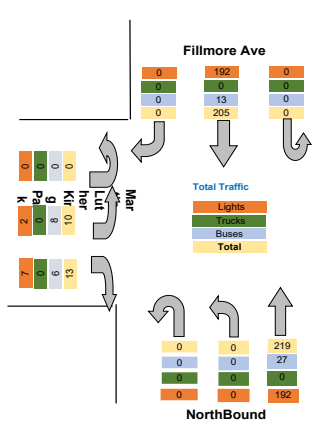 Fillmore Ave
0 192 0
0 0 0
0 13 0
0 205 0
Mar
Lut
her
g
Pa
k
0 0 0 0
2 0 8 10
7 0 6 13
Total Traffic
Lights
Trucks
Buses
Total
0 0 219
0 0 27
0 0 0
0 0 192
NorthBound